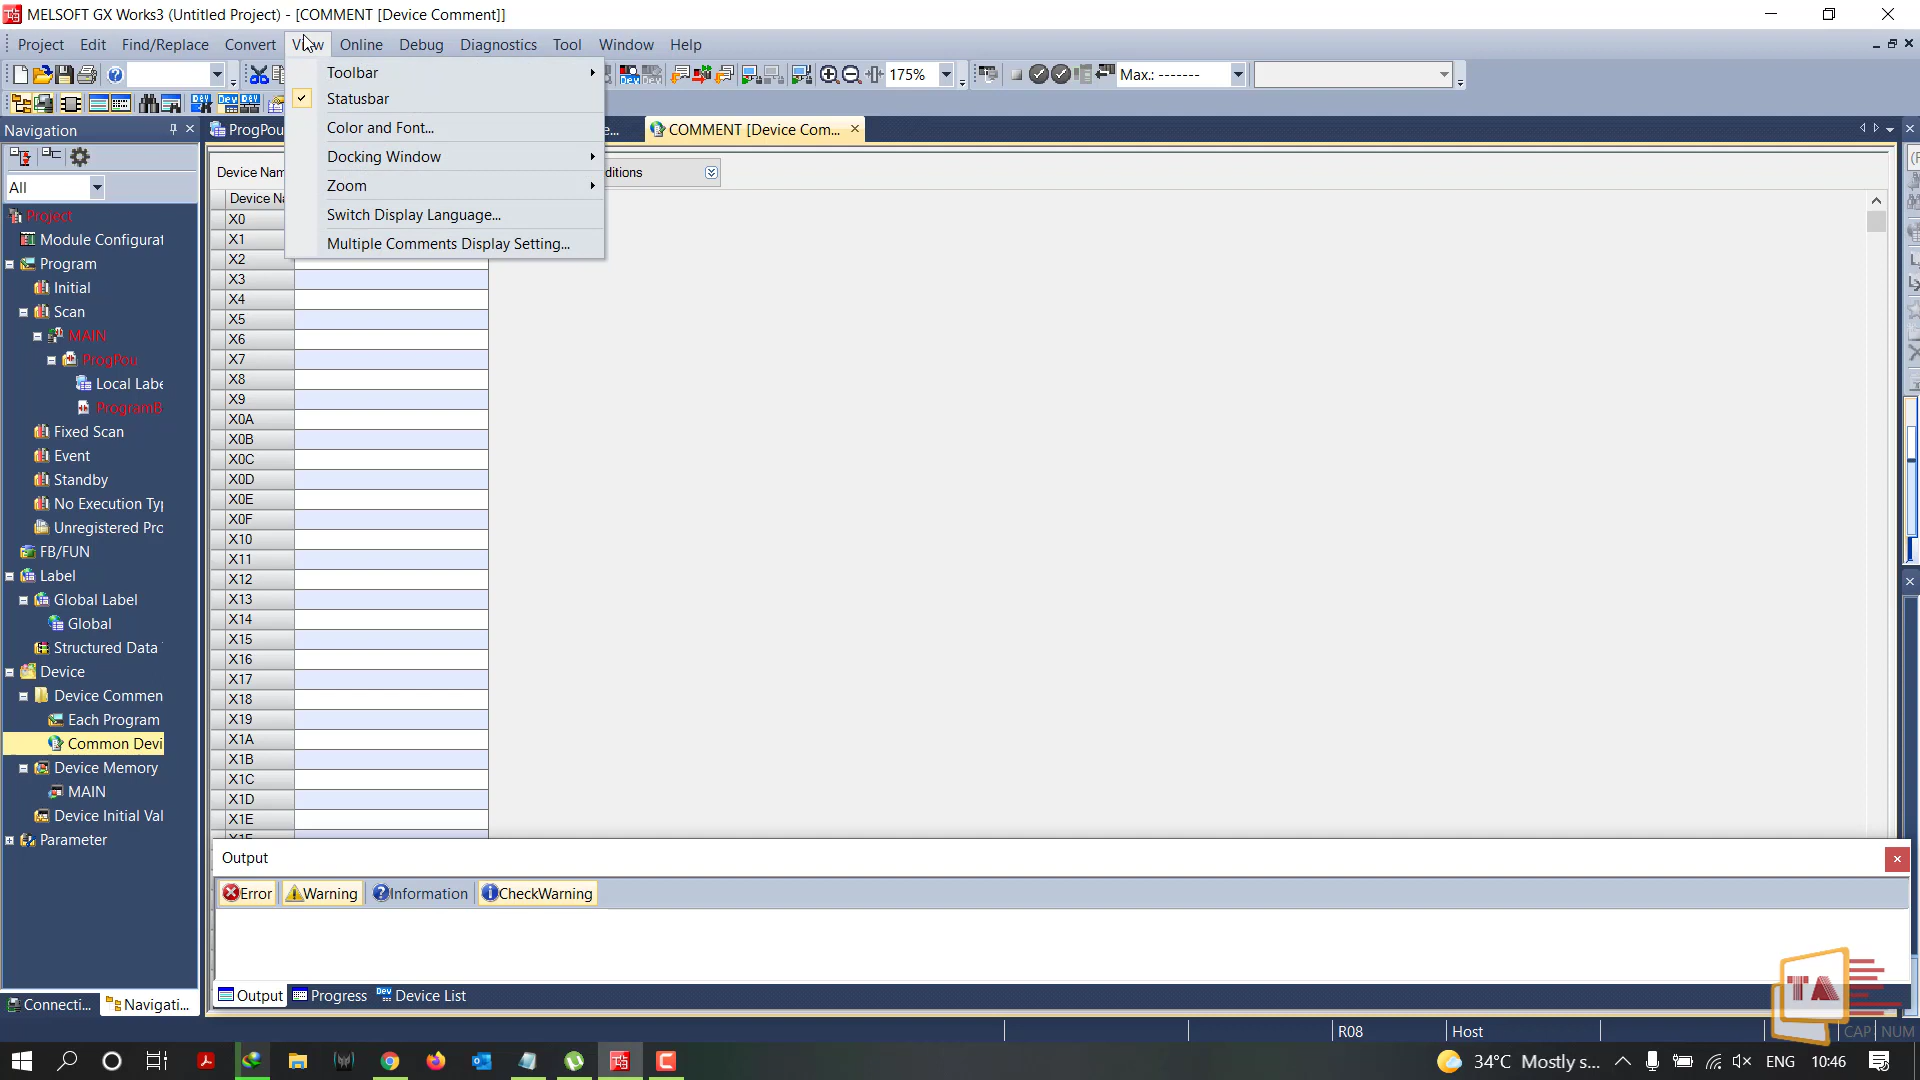 MELSOFT GX Works3 (Untitled Project) - [COMMENT [Device Comment]]
Project Edit Find/Replace Convert View Online Debug Diagnostics Tool Window Help
175% Max.: -------
Toolbar
Statusbar
Color and Font...
Docking Window
Zoom
Switch Display Language...
Multiple Comments Display Setting...
Navigation
ProgPou
e...
COMMENT [Device Com...
All
Device Nam
ditions
Device Na
Project
Module Configurat
Program
Initial
Scan
MAIN
ProgPou
Local Labe
ProgramB
Fixed Scan
Event
Standby
No Execution Typ
Unregistered Pro
FB/FUN
Label
Global Label
Global
Structured Data
Device
Device Commen
Each Program
Common Devi
Device Memory
MAIN
Device Initial Val
Parameter
X0
X1
X2
X3
X4
X5
X6
X7
X8
X9
X0A
X0B
X0C
X0D
X0E
X0F
X10
X11
X12
X13
X14
X15
X16
X17
X18
X19
X1A
X1B
X1C
X1D
X1E
X1F
Output
Error Warning Information CheckWarning
Output Progress Device List
Connecti... Navigati...
R08 Host CAP NUM
TA
34°C Mostly s... ENG 10:46